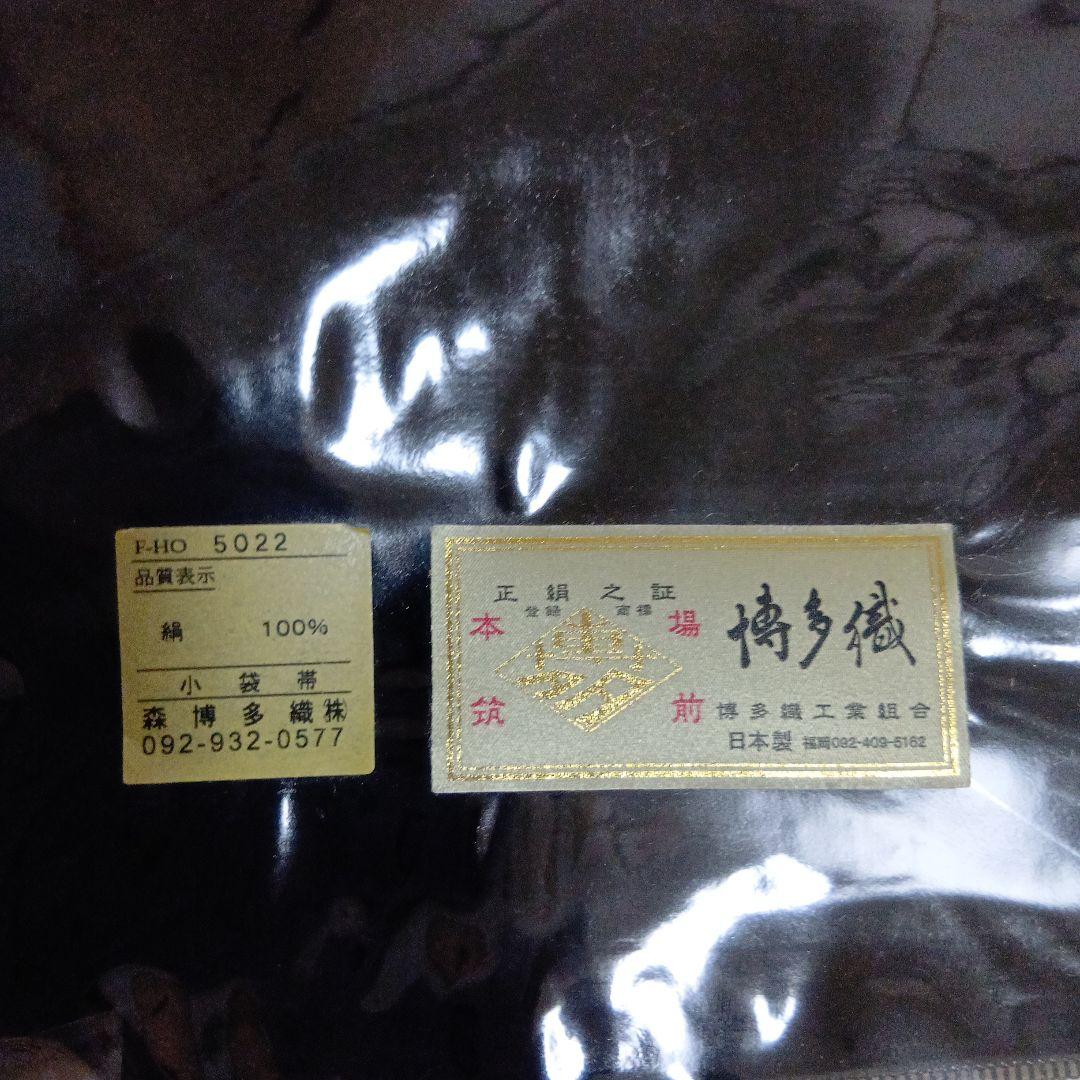 F-HO 5022
品質表示
絹 100%
小袋帯
森博多織㈱
092-932-0577
正絹之証
登録 商標
本場
筑前
博多
博多織
博多織工業組合
日本製 福岡092-409-5162